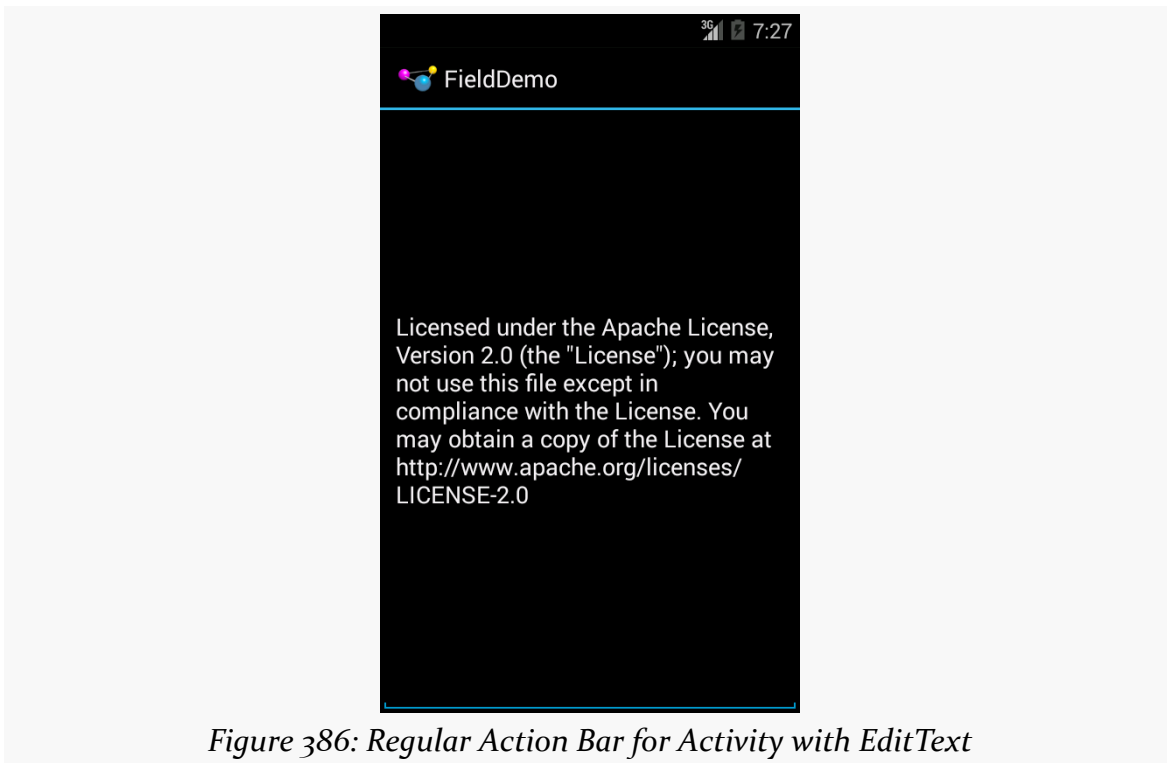 3G 7:27
FieldDemo
Licensed under the Apache License,
Version 2.0 (the "License"); you may
not use this file except in
compliance with the License. You
may obtain a copy of the License at
http://www.apache.org/licenses/
LICENSE-2.0
Figure 386: Regular Action Bar for Activity with EditText